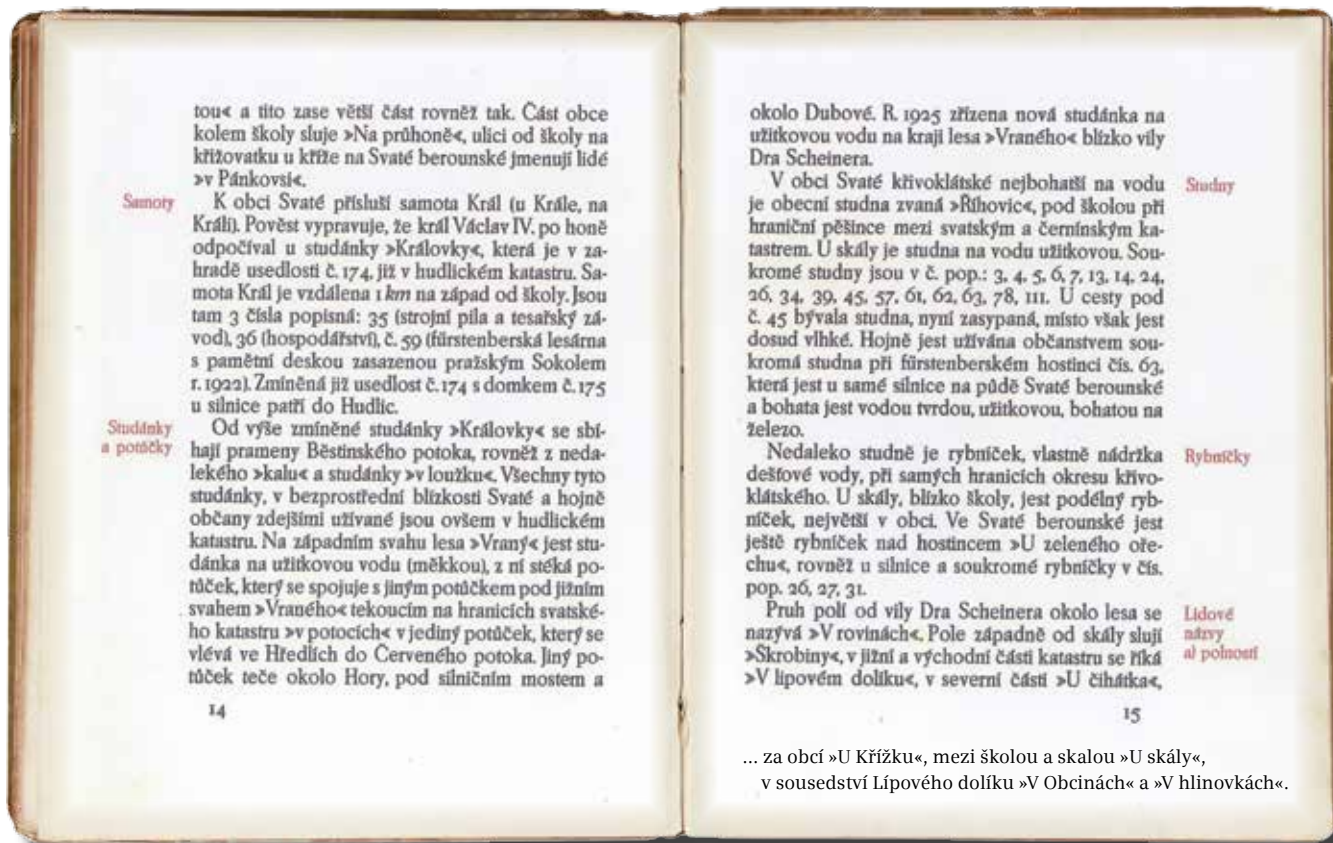 tou« a tito zase větší část rovněž tak. Část obce
kolem školy sluje »Na průhoně«, ulici od školy na
křižovatku u kříže na Svaté berounské jmenují lidé
»v Pánkovsi«.
Samoty
K obci Svaté přísluší samota Král (u Krále, na
Králi). Pověst vypravuje, že král Václav IV. po honě
odpočíval u studánky »Královky«, která je v za-
hradě usedlosti č. 174, již v hudlickém katastru. Sa-
mota Král je vzdálena 1 km na západ od školy. Jsou
tam 3 čísla popisná: 35 (strojní pila a tesařský zá-
vod), 36 (hospodářství), č. 59 (fürstenberská lesárna
s pamětní deskou zasazenou pražským Sokolem
r. 1922). Zmíněná již usedlost č. 174 s domkem č. 175
u silnice patří do Hudlic.
Studánky
a potůčky
Od výše zmíněné studánky »Královky« se sbí-
hají prameny Běstinského potoka, rovněž z neda-
lekého »kalu« a studánky »v loužku«. Všechny tyto
studánky, v bezprostřední blízkosti Svaté a hojně
občany zdejšími užívané jsou ovšem v hudlickém
katastru. Na západním svahu lesa »Vraný« jest stu-
dánka na užitkovou vodu (měkkou), z ní stéká po-
tůček, který se spojuje s jiným potůčkem pod jižním
svahem »Vraného« tekoucím na hranicích svatské-
ho katastru »v potocích« v jediný potůček, který se
vlévá ve Hředlích do Červeného potoka. Jiný po-
tůček teče okolo Hory, pod silničním mostem a
14
okolo Dubové. R. 1925 zřízena nová studánka na
užitkovou vodu na kraji lesa »Vraného« blízko vily
Dra Scheinera.
Studny
V obci Svaté křivoklátské nejbohatší na vodu
je obecní studna zvaná »Říhovic«, pod školou při
hraniční pěšince mezi svatským a černínským ka-
tastrem. U skály je studna na vodu užitkovou. Sou-
kromé studny jsou v č. pop.: 3, 4, 5, 6, 7, 13, 14, 24,
26, 34, 39, 45, 57, 61, 62, 63, 78, 111. U cesty pod
č. 45 bývala studna, nyní zasypaná, místo však jest
dosud vlhké. Hojně jest užívána občanstvem sou-
kromá studna při fürstenberském hostinci čís. 63,
která jest u samé silnice na půdě Svaté berounské
a bohata jest vodou tvrdou, užitkovou, bohatou na
železo.
Rybníčky
Nedaleko studně je rybníček, vlastně nádržka
dešťové vody, při samých hranicích okresu křivo-
klátského. U skály, blízko školy, jest podélný ryb-
níček, největší v obci. Ve Svaté berounské jest
ještě rybníček nad hostincem »U zeleného oře-
chu«, rovněž u silnice a soukromé rybníčky v čís.
pop. 26, 27, 31.
Lidové
názvy
al polností
Pruh polí od vily Dra Scheinera okolo lesa se
nazývá »V rovinách«. Pole západně od skály slují
»Škrobiny«, v jižní a východní části katastru se říká
»V lipovém dolíku«, v severní části »U čihátka«,
15
... za obcí »U Křížku«, mezi školou a skalou »U skály«,
v sousedství Lípového dolíku »V Obcinách« a »V hlinovkách«.